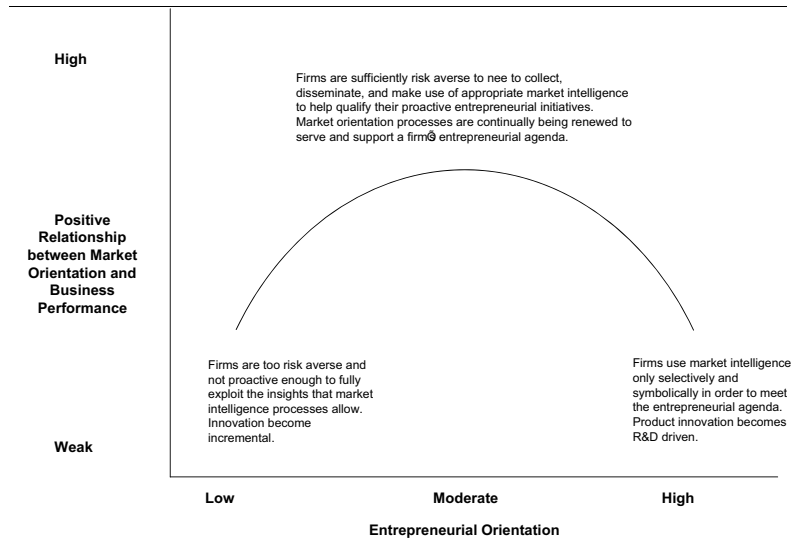 High
Firms are sufficiently risk averse to nee to collect,
disseminate, and make use of appropriate market intelligence
to help qualify their proactive entrepreneurial initiatives.
Market orientation processes are continually being renewed to
serve and support a firmÕs entrepreneurial agenda.
Positive
Relationship
between Market
Orientation and
Business
Performance
Firms are too risk averse and
not proactive enough to fully
exploit the insights that market
intelligence processes allow.
Innovation become
incremental.
Firms use market intelligence
only selectively and
symbolically in order to meet
the entrepreneurial agenda.
Product innovation becomes
R&D driven.
Weak
Low
Moderate
High
Entrepreneurial Orientation